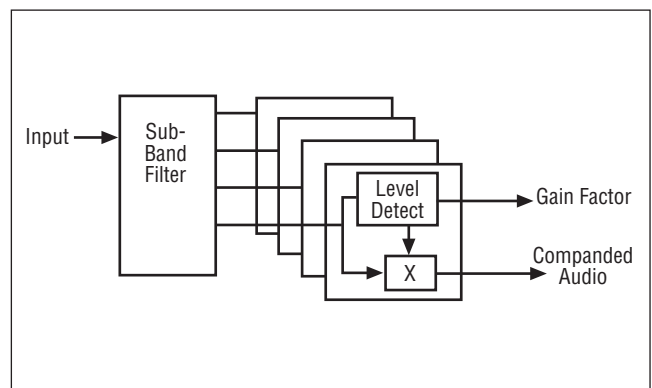 Input
Sub-
Band
Filter
Level
Detect
X
Gain Factor
Companded
Audio